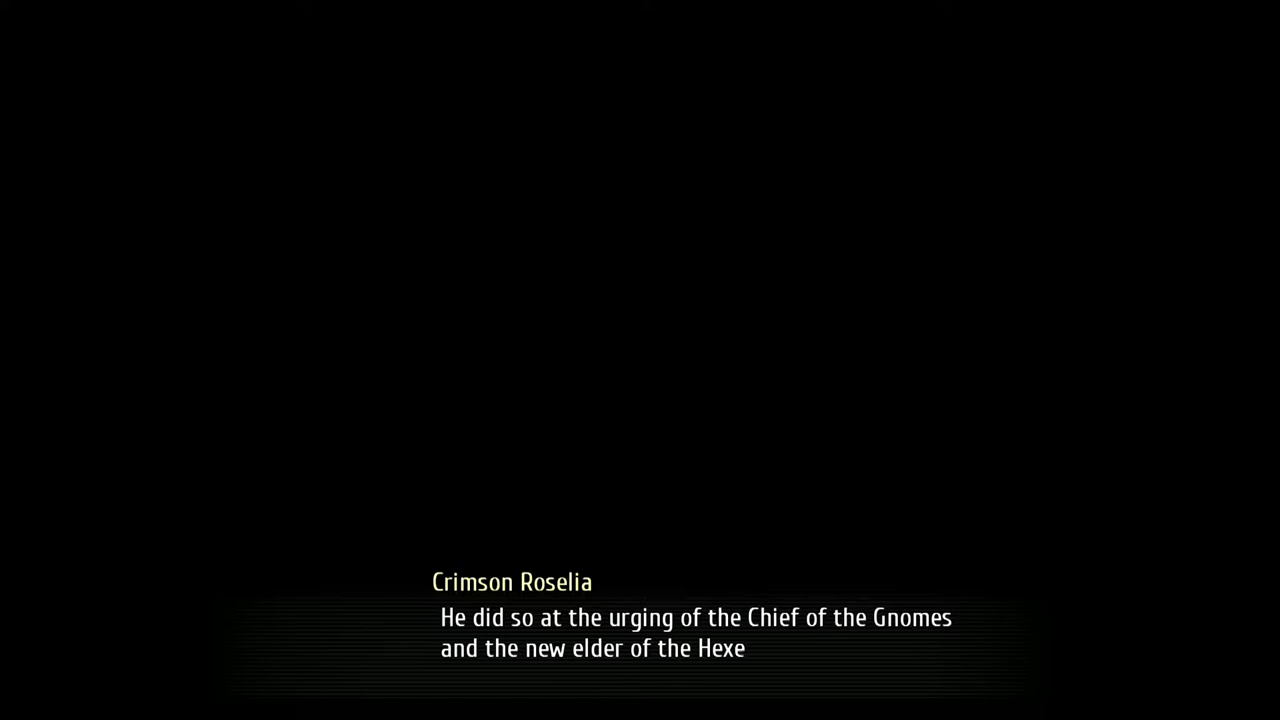 Crimson Roselia
He did so at the urging of the Chief of the Gnomes
and the new elder of the Hexe